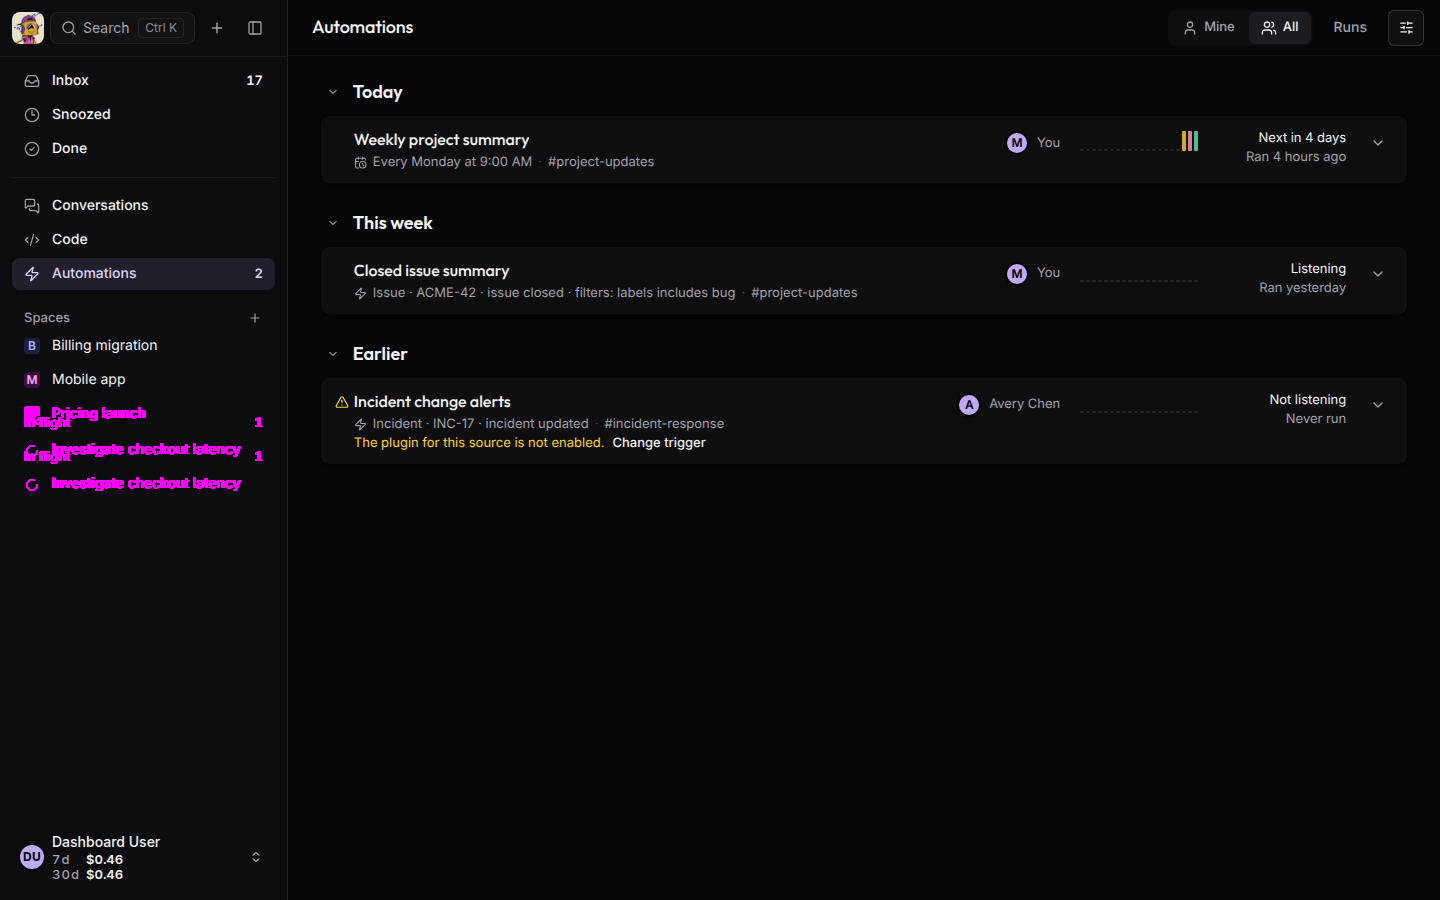 Search Ctrl K
Inbox 17
Snoozed
Done
Conversations
Code
Automations 2
Spaces
B Billing migration
M Mobile app
Pricing launch
In flight 1
Investigate checkout latency
In flight 1
Investigate checkout latency
DU Dashboard User
7d $0.46
30d $0.46
Automations
Mine All Runs
Today
Weekly project summary
Every Monday at 9:00 AM · #project-updates
M You
Next in 4 days
Ran 4 hours ago
This week
Closed issue summary
Issue · ACME-42 · issue closed · filters: labels includes bug · #project-updates
M You
Listening
Ran yesterday
Earlier
Incident change alerts
Incident · INC-17 · incident updated · #incident-response
The plugin for this source is not enabled. Change trigger
A Avery Chen
Not listening
Never run